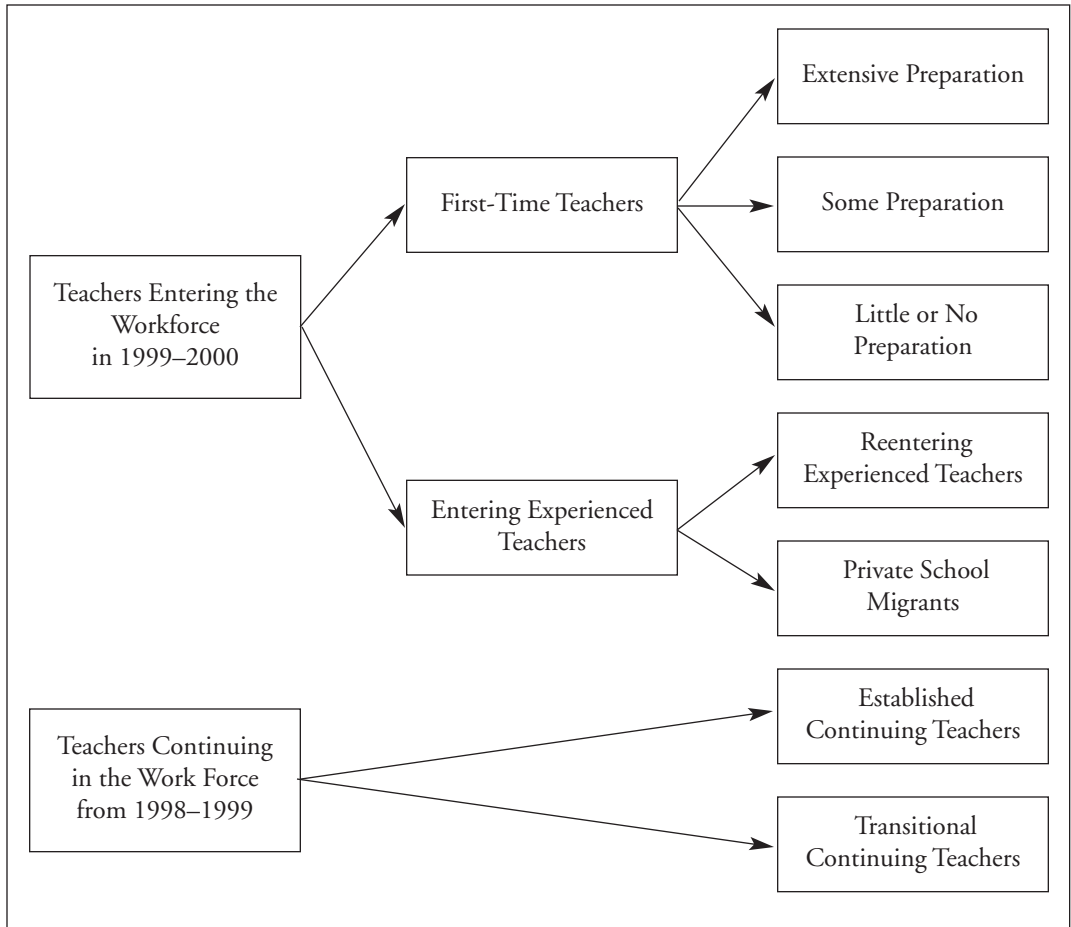 Extensive Preparation
First-Time Teachers
Some Preparation
Teachers Entering the
Workforce
in 1999–2000
Little or No
Preparation
Reentering
Experienced Teachers
Entering Experienced
Teachers
Private School
Migrants
Established
Continuing Teachers
Teachers Continuing
in the Work Force
from 1998–1999
Transitional
Continuing Teachers